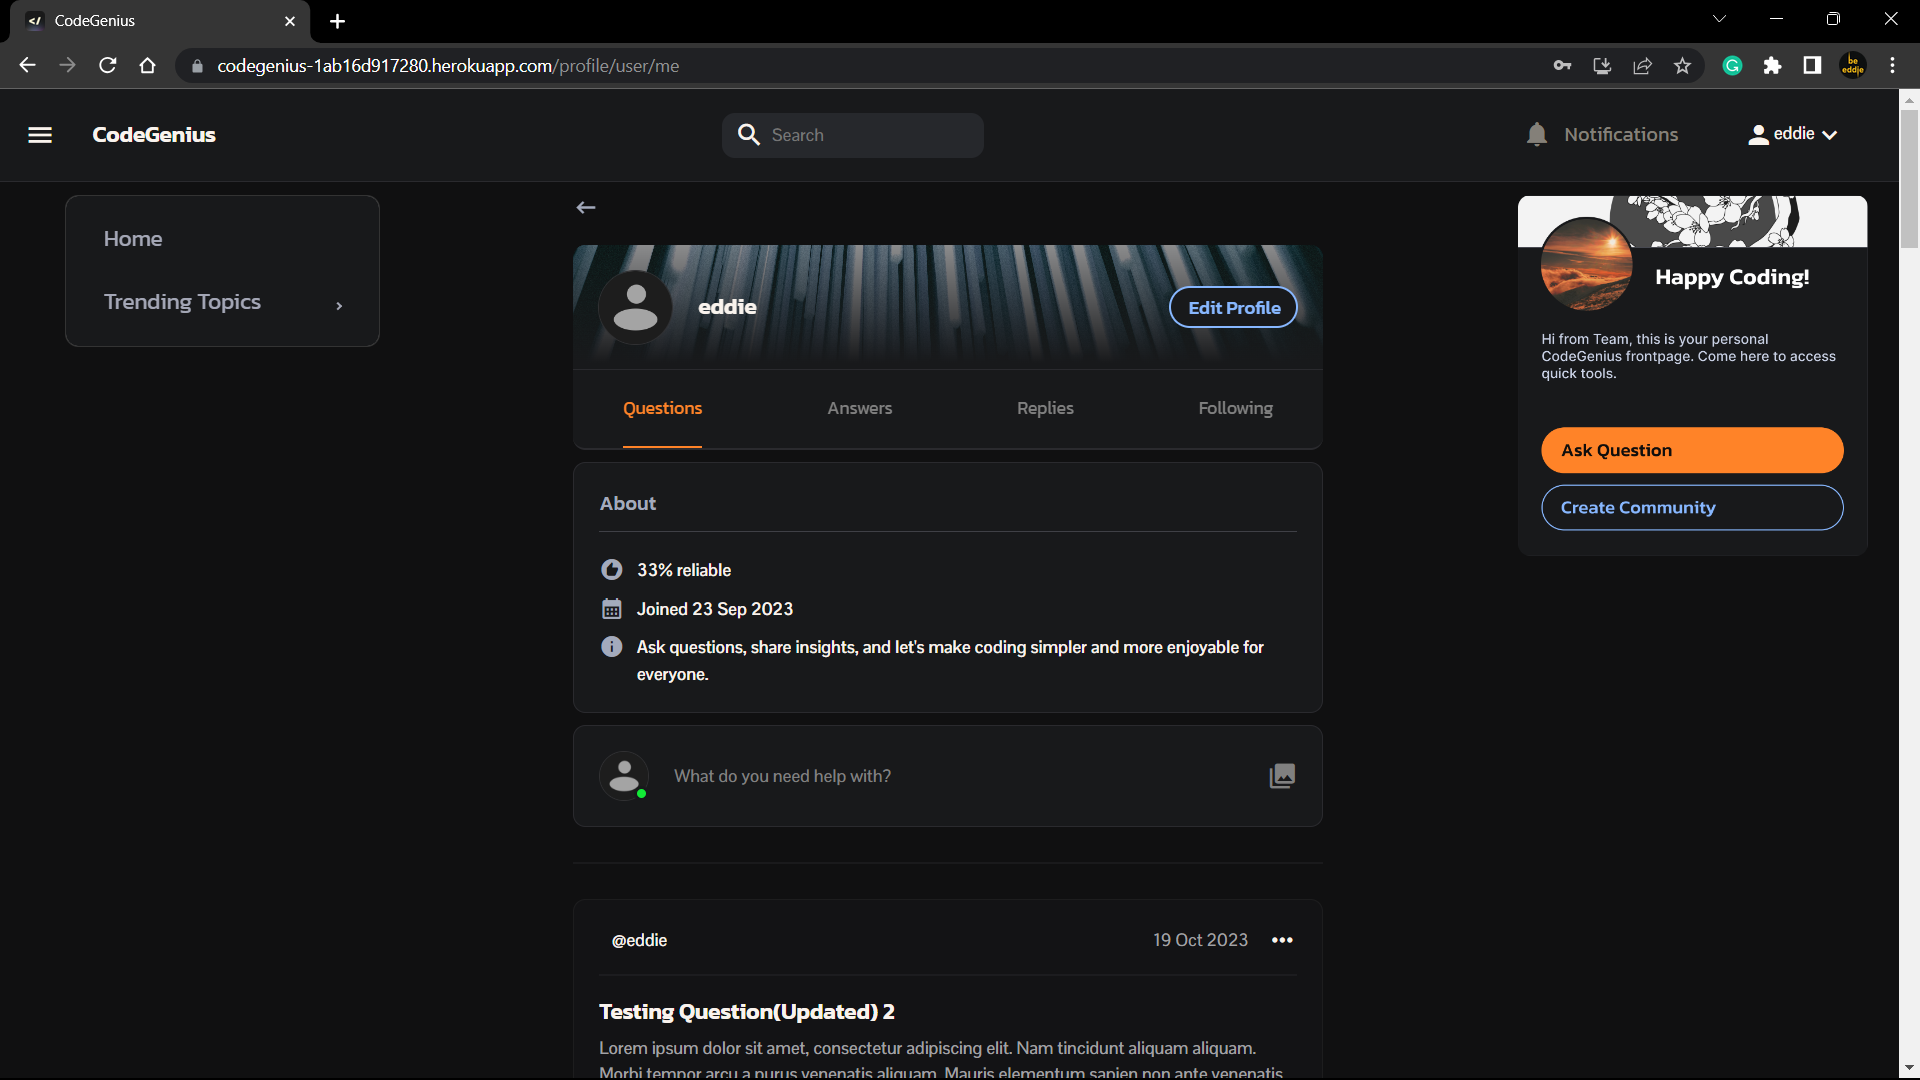 CodeGenius
codegenius-1ab16d917280.herokuapp.com/profile/user/me
be
eddie
CodeGenius
Search
Notifications
eddie
Home
Trending Topics
eddie
Edit Profile
Questions
Answers
Replies
Following
About
33% reliable
Joined 23 Sep 2023
Ask questions, share insights, and let's make coding simpler and more enjoyable for
everyone.
What do you need help with?
@eddie
19 Oct 2023
Testing Question(Updated) 2
Lorem ipsum dolor sit amet, consectetur adipiscing elit. Nam tincidunt aliquam aliquam.
Morbi tempor arcu a purus venenatis aliquam. Mauris elementum sapien non ante venenatis
Happy Coding!
Hi from Team, this is your personal
CodeGenius frontpage. Come here to access
quick tools.
Ask Question
Create Community